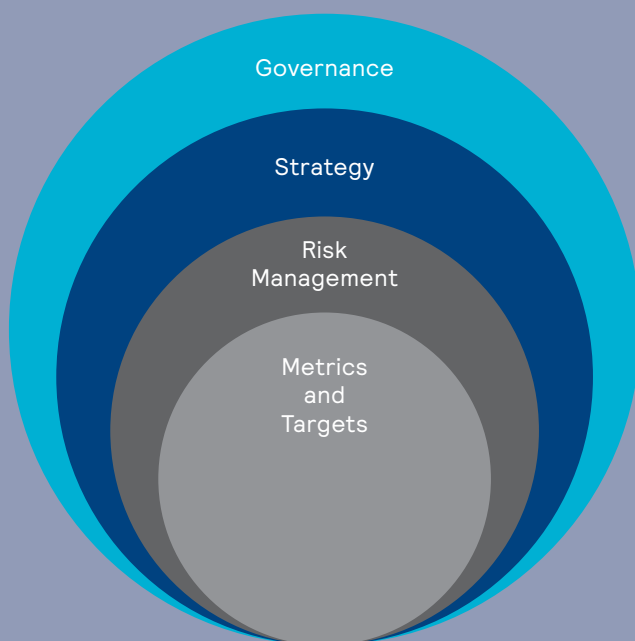 Governance
Strategy
Risk
Management
Metrics
and
Targets